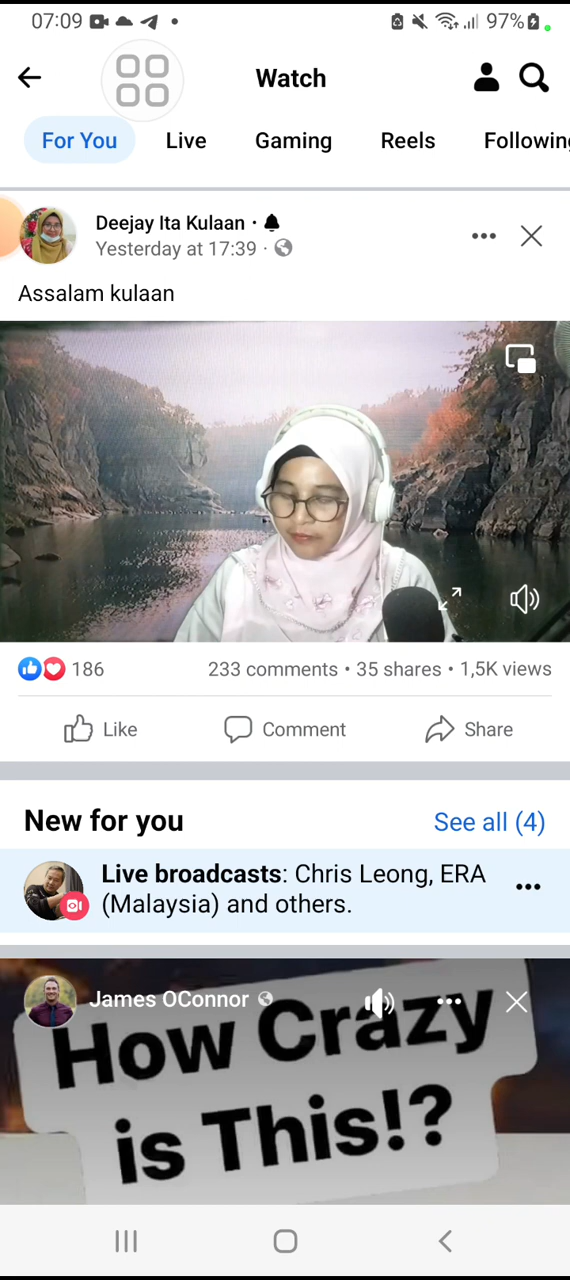 07:09
97%
Watch
For You
Live
Gaming
Reels
Following
Deejay Ita Kulaan ·
Yesterday at 17:39 ·
Assalam kulaan
186
233 comments • 35 shares • 1,5K views
Like
Comment
Share
New for you
See all (4)
Live broadcasts: Chris Leong, ERA
(Malaysia) and others.
James OConnor
How Crazy
is This!?